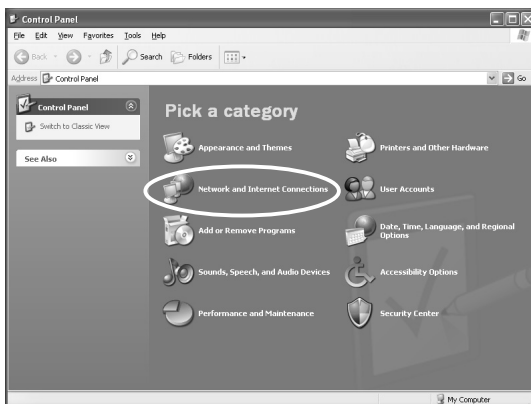 Control Panel
File Edit View Favorites Tools Help
Back Search Folders
Address Control Panel Go
Control Panel
Switch to Classic View
See Also
Pick a category
Appearance and Themes
Printers and Other Hardware
Network and Internet Connections
User Accounts
Add or Remove Programs
Date, Time, Language, and Regional
Options
Sounds, Speech, and Audio Devices
Accessibility Options
Performance and Maintenance
Security Center
My Computer